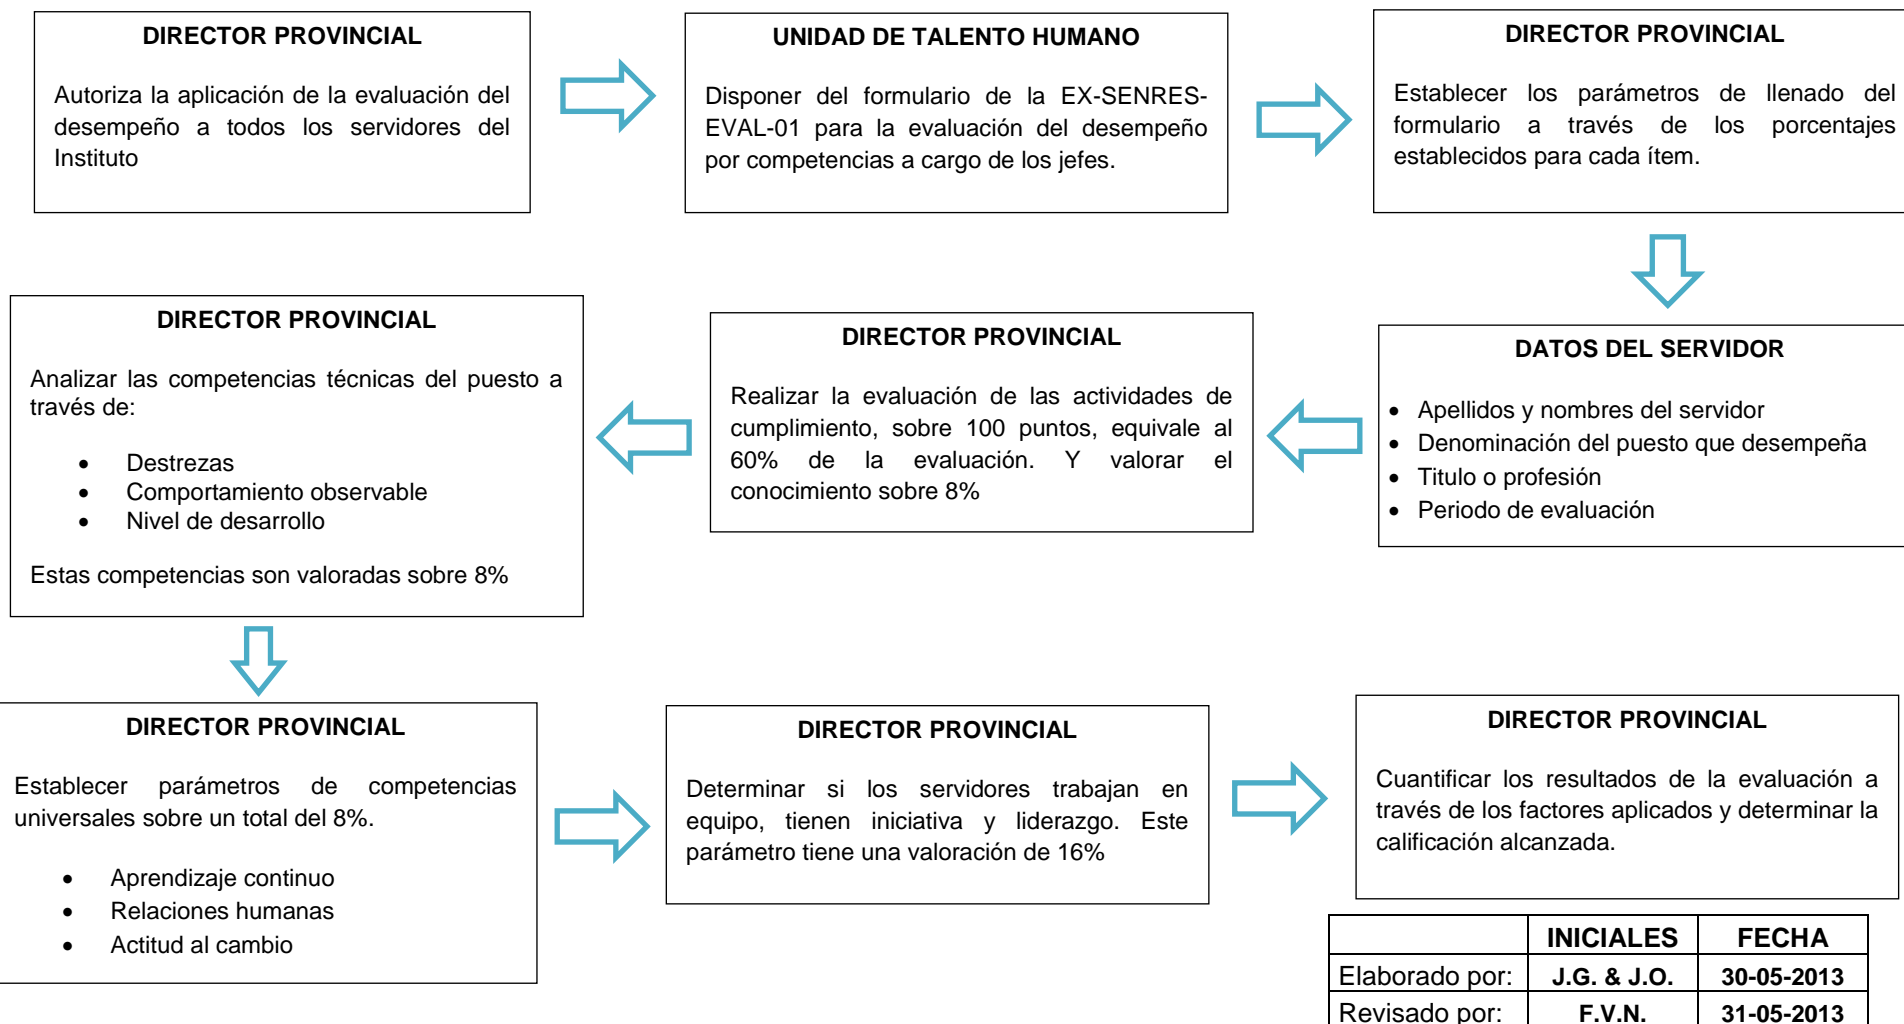 DIRECTOR PROVINCIAL
Autoriza la aplicación de la evaluación del
desempeño a todos los servidores del
Instituto
UNIDAD DE TALENTO HUMANO
Disponer del formulario de la EX-SENRES-
EVAL-01 para la evaluación del desempeño
por competencias a cargo de los jefes.
DIRECTOR PROVINCIAL
Establecer los parámetros de llenado del
formulario a través de los porcentajes
establecidos para cada ítem.
DATOS DEL SERVIDOR
• Apellidos y nombres del servidor
• Denominación del puesto que desempeña
• Titulo o profesión
• Periodo de evaluación
DIRECTOR PROVINCIAL
Realizar la evaluación de las actividades de
cumplimiento, sobre 100 puntos, equivale al
60% de la evaluación. Y valorar el
conocimiento sobre 8%
DIRECTOR PROVINCIAL
Analizar las competencias técnicas del puesto a
través de:
• Destrezas
• Comportamiento observable
• Nivel de desarrollo
Estas competencias son valoradas sobre 8%
DIRECTOR PROVINCIAL
Establecer parámetros de competencias
universales sobre un total del 8%.
• Aprendizaje continuo
• Relaciones humanas
• Actitud al cambio
DIRECTOR PROVINCIAL
Determinar si los servidores trabajan en
equipo, tienen iniciativa y liderazgo. Este
parámetro tiene una valoración de 16%
DIRECTOR PROVINCIAL
Cuantificar los resultados de la evaluación a
través de los factores aplicados y determinar la
calificación alcanzada.
INICIALES FECHA
Elaborado por: J.G. & J.O. 30-05-2013
Revisado por: F.V.N. 31-05-2013